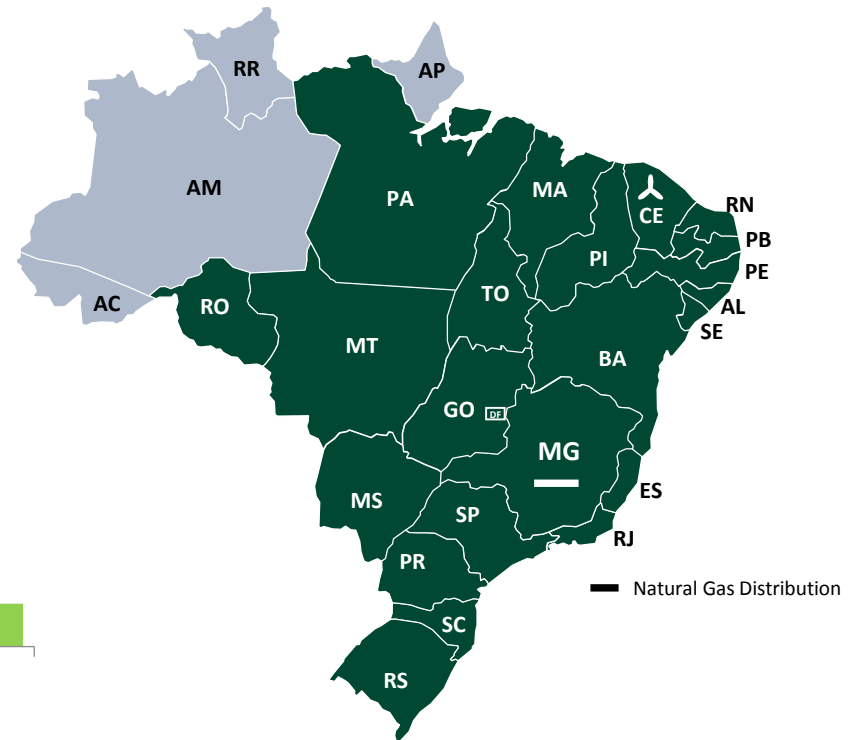 RR
AP
AM
PA
MA
CE
RN
PB
PI
PE
TO
AL
AC
RO
SE
MT
BA
GO
DF
MG
ES
MS
SP
RJ
PR
Natural Gas Distribution
SC
RS